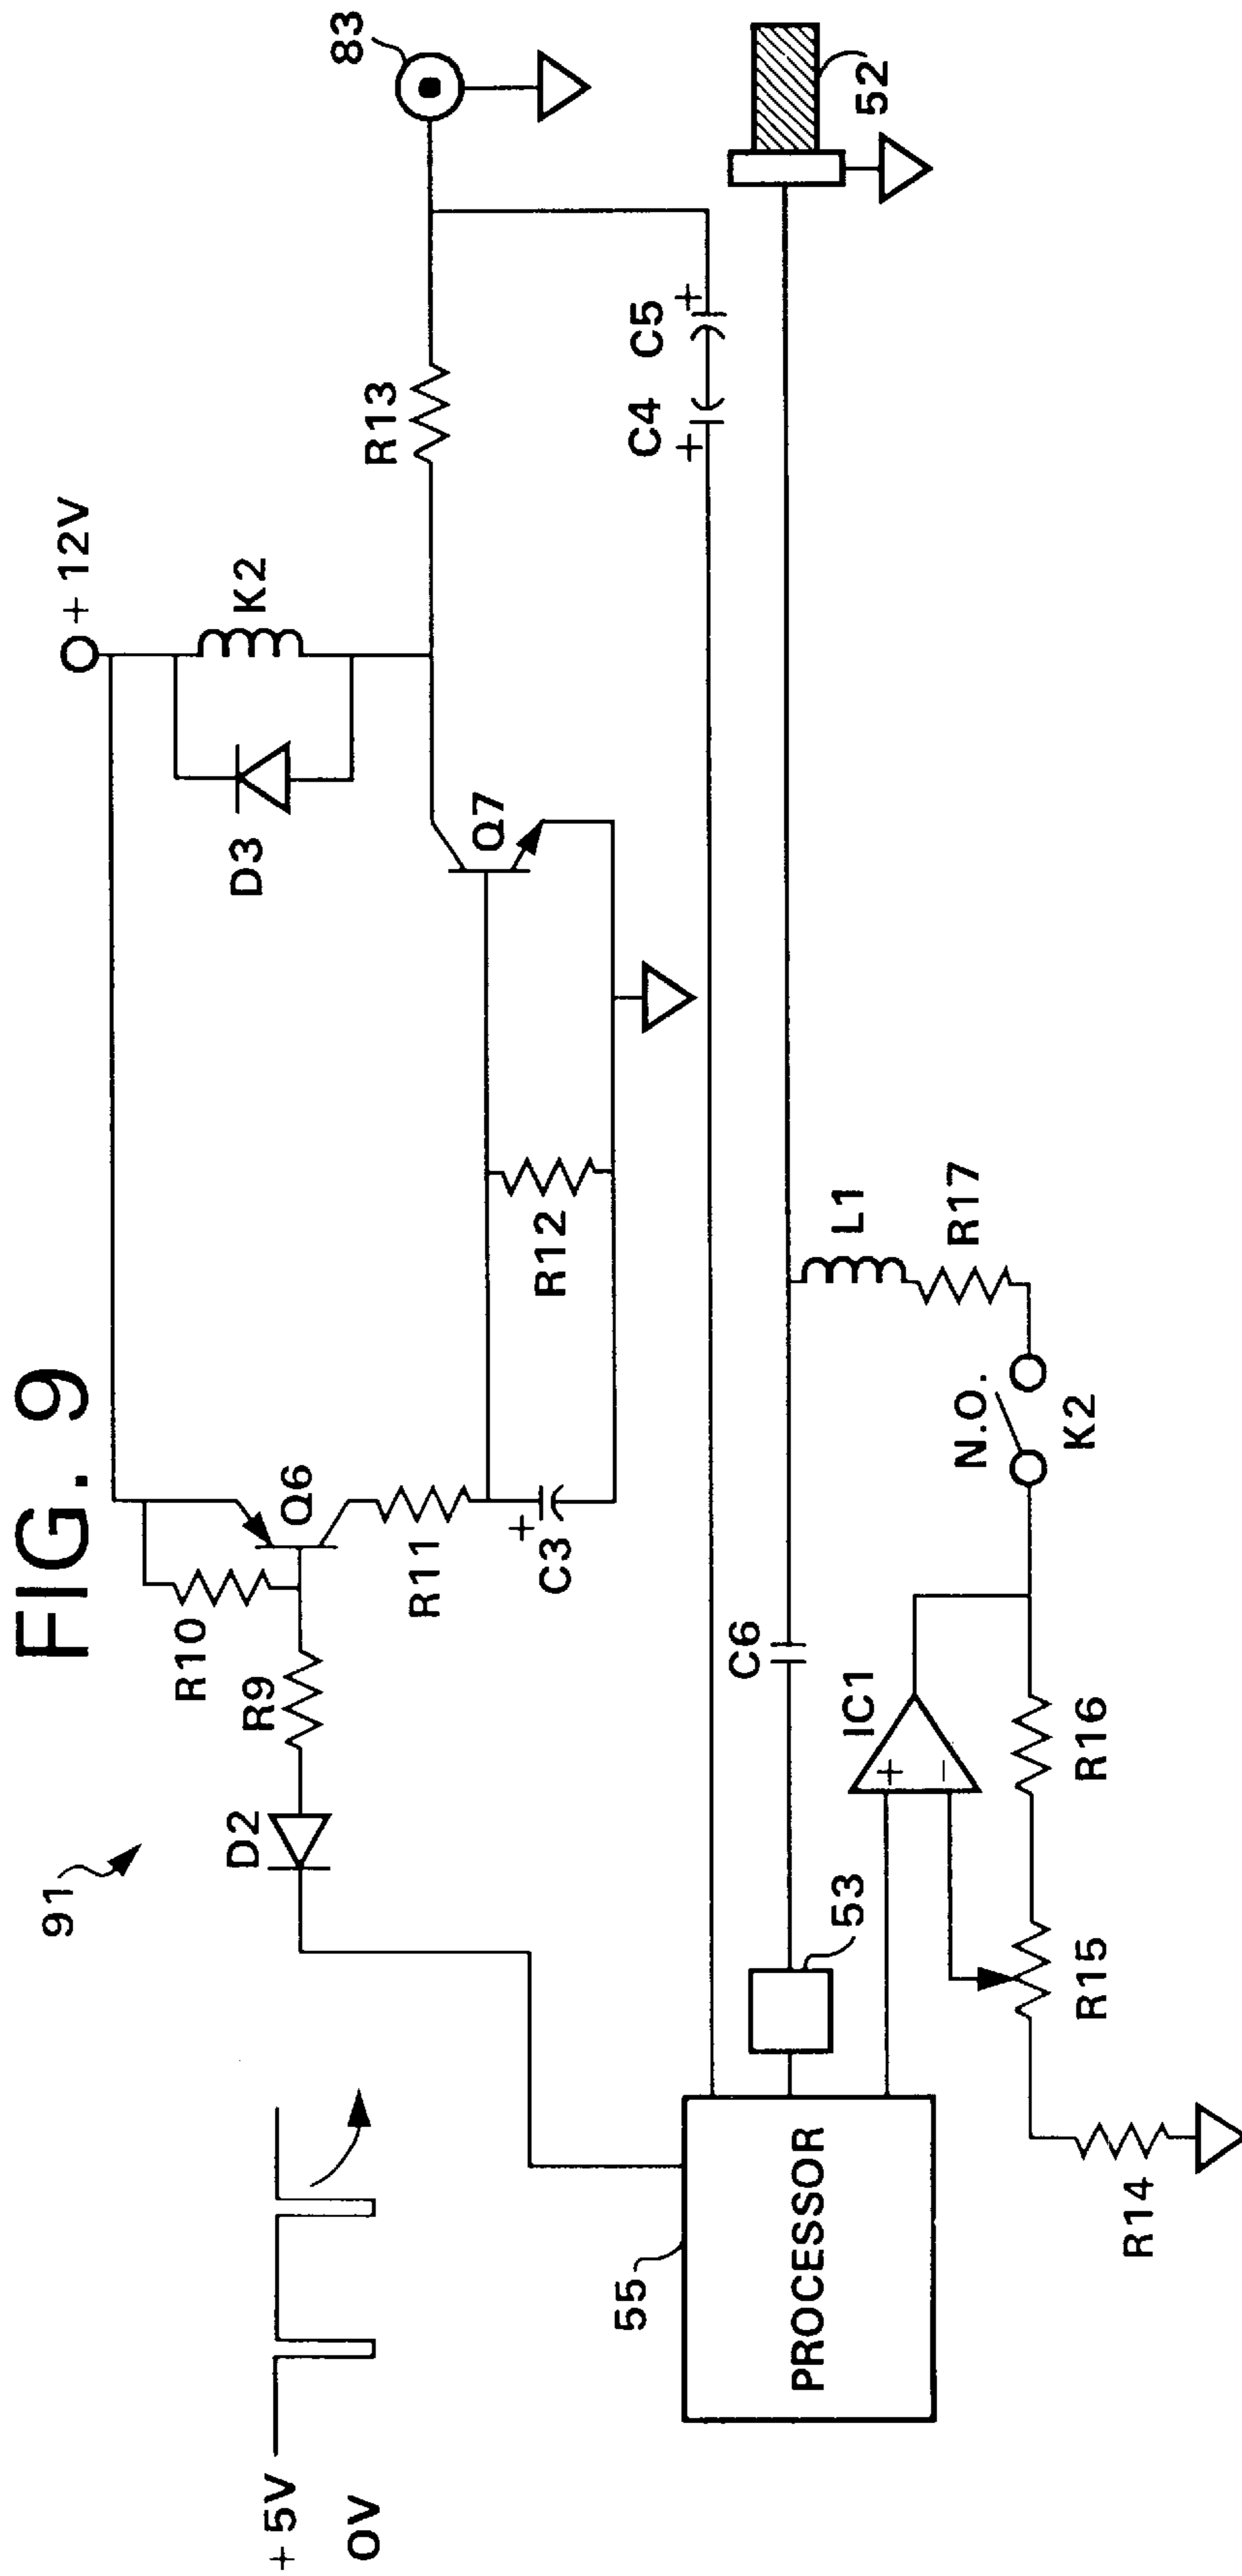 FIG. 9
91
+5V
0V
+12V
K2
D3
R13
83
Q7
Q6
R10
R9
D2
R11
C3
+
R12
C4
+
C5
+
52
55
PROCESSOR
53
C6
L1
R17
N.O.
K2
IC1
+
−
R16
R15
R14